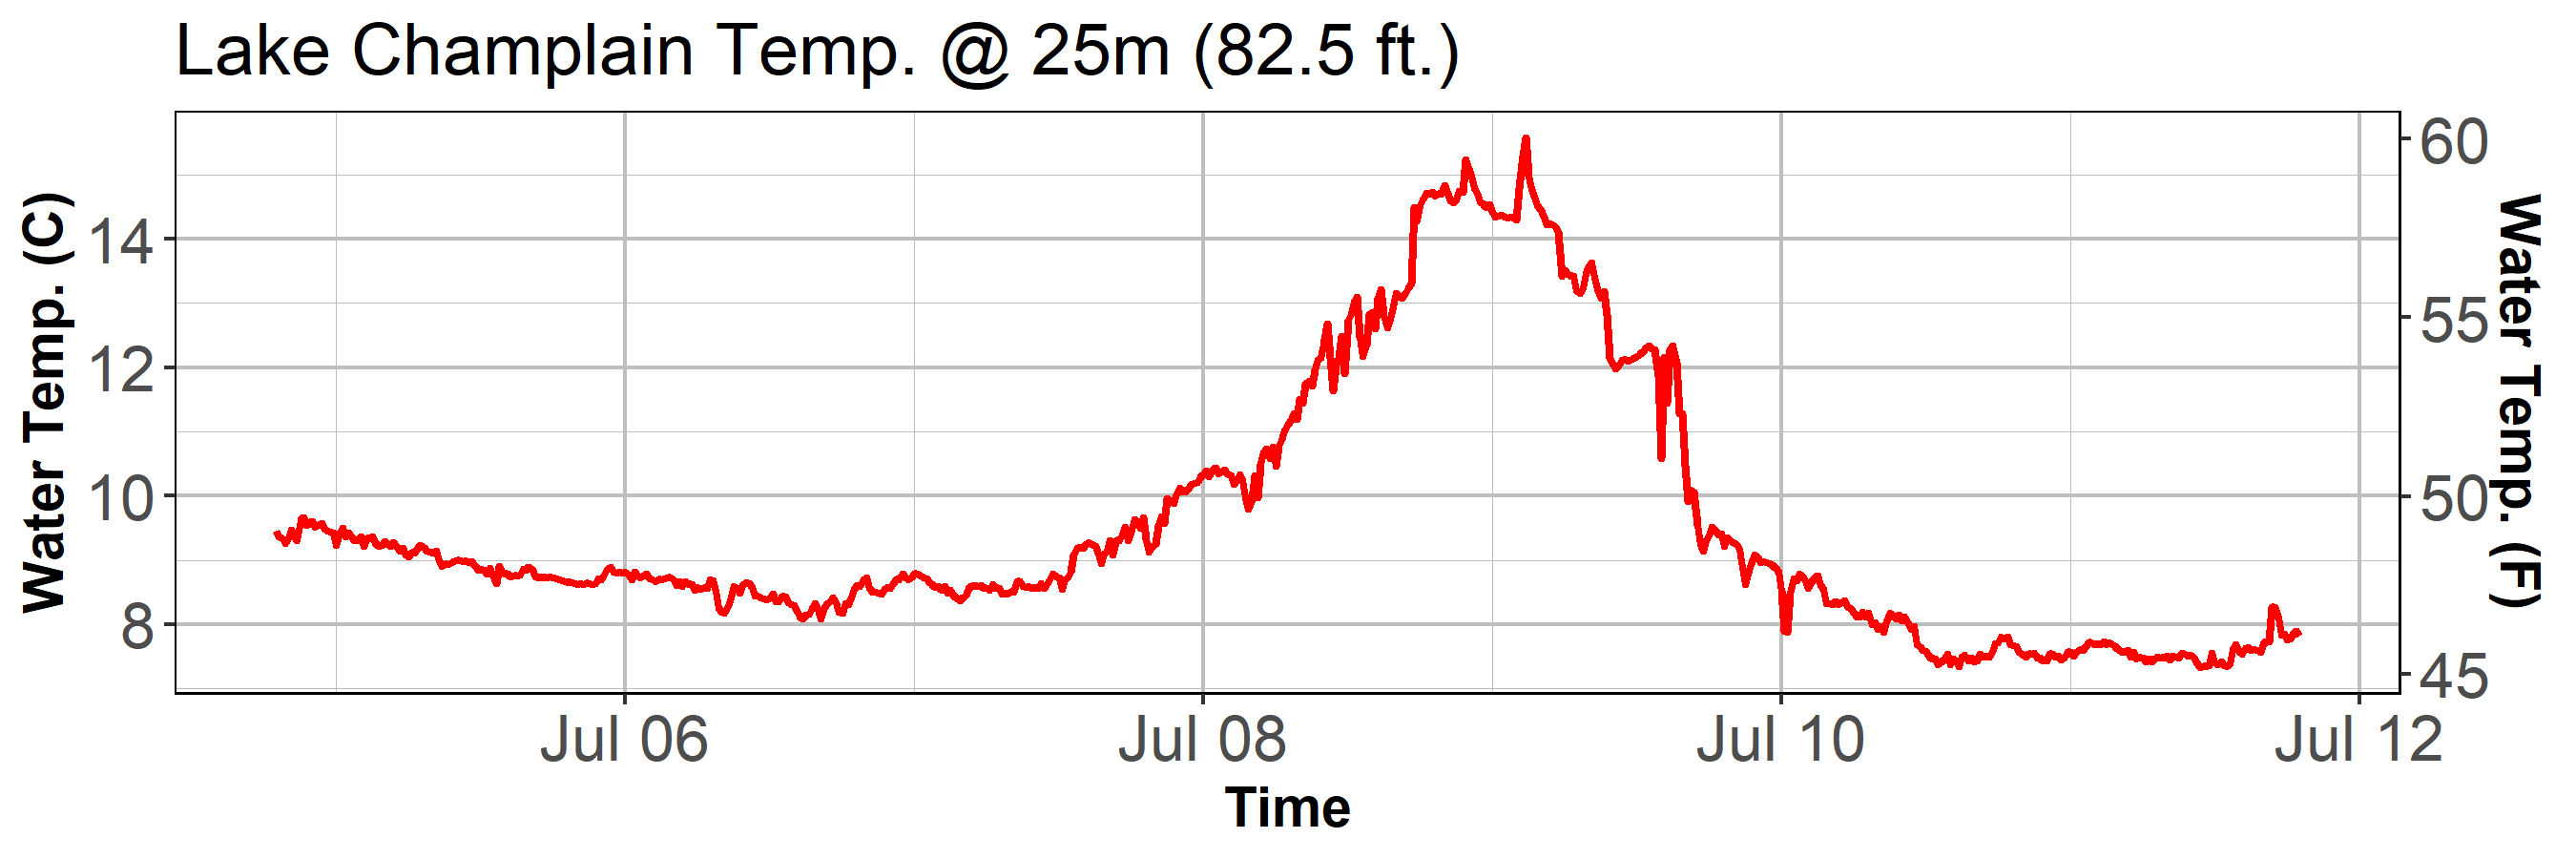 Lake Champlain Temp. @ 25m (82.5 ft.)
Water Temp. (C)
14
12
10
8
60
55
50
45
Water Temp. (F)
Jul 06
Jul 08
Jul 10
Jul 12
Time